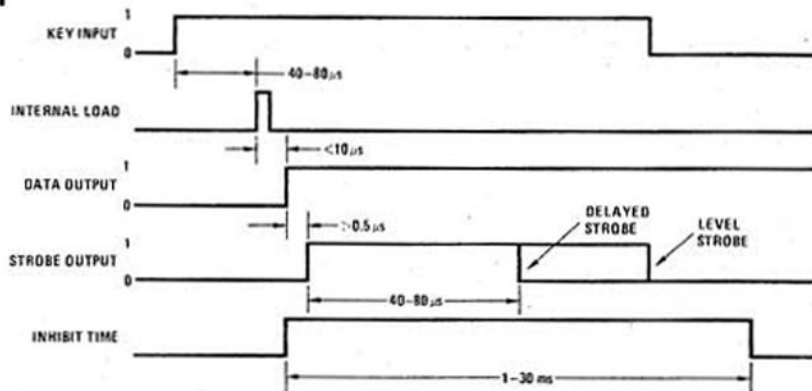 KEY INPUT
1
0
40-80μs
INTERNAL LOAD
<10μs
DATA OUTPUT
1
0
>0.5μs
DELAYED
STROBE
LEVEL
STROBE
STROBE OUTPUT
1
0
40-80μs
INHIBIT TIME
1-30 ms